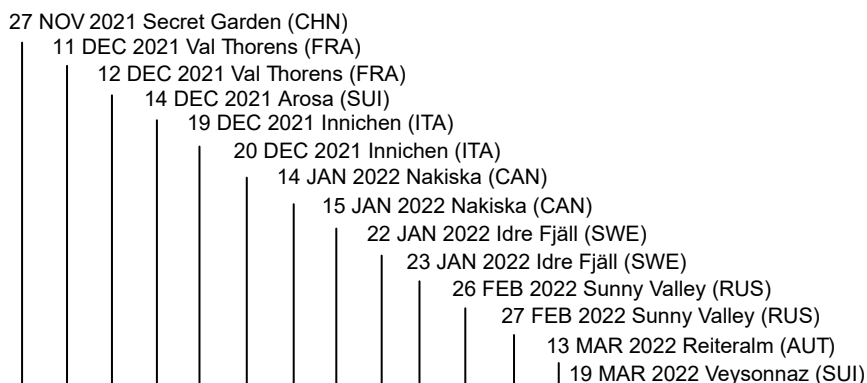 27 NOV 2021 Secret Garden (CHN)
11 DEC 2021 Val Thorens (FRA)
12 DEC 2021 Val Thorens (FRA)
14 DEC 2021 Arosa (SUI)
19 DEC 2021 Innichen (ITA)
20 DEC 2021 Innichen (ITA)
14 JAN 2022 Nakiska (CAN)
15 JAN 2022 Nakiska (CAN)
22 JAN 2022 Idre Fjäll (SWE)
23 JAN 2022 Idre Fjäll (SWE)
26 FEB 2022 Sunny Valley (RUS)
27 FEB 2022 Sunny Valley (RUS)
13 MAR 2022 Reiteralm (AUT)
19 MAR 2022 Veysonnaz (SUI)